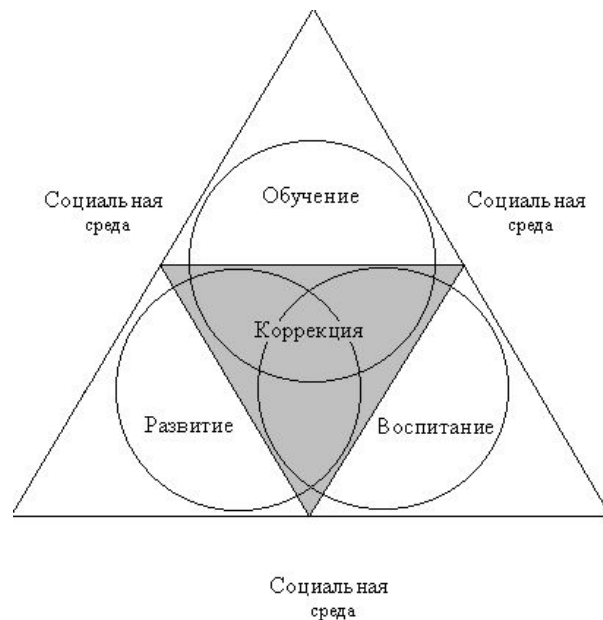 Обучение
Социальная
среда
Социальная
среда
Коррекция
Развитие
Воспитание
Социальная
среда